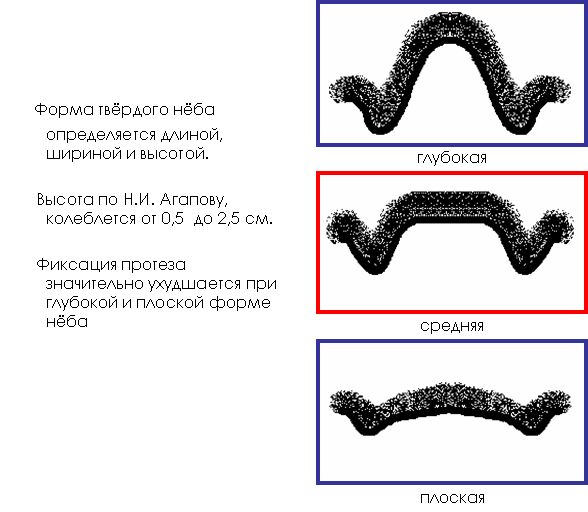 Форма твёрдого нёба
определяется длиной,
шириной и высотой.
Высота по Н.И. Агапову,
колеблется от 0,5 до 2,5 см.
Фиксация протеза
значительно ухудшается при
глубокой и плоской форме
нёба
глубокая
средняя
плоская